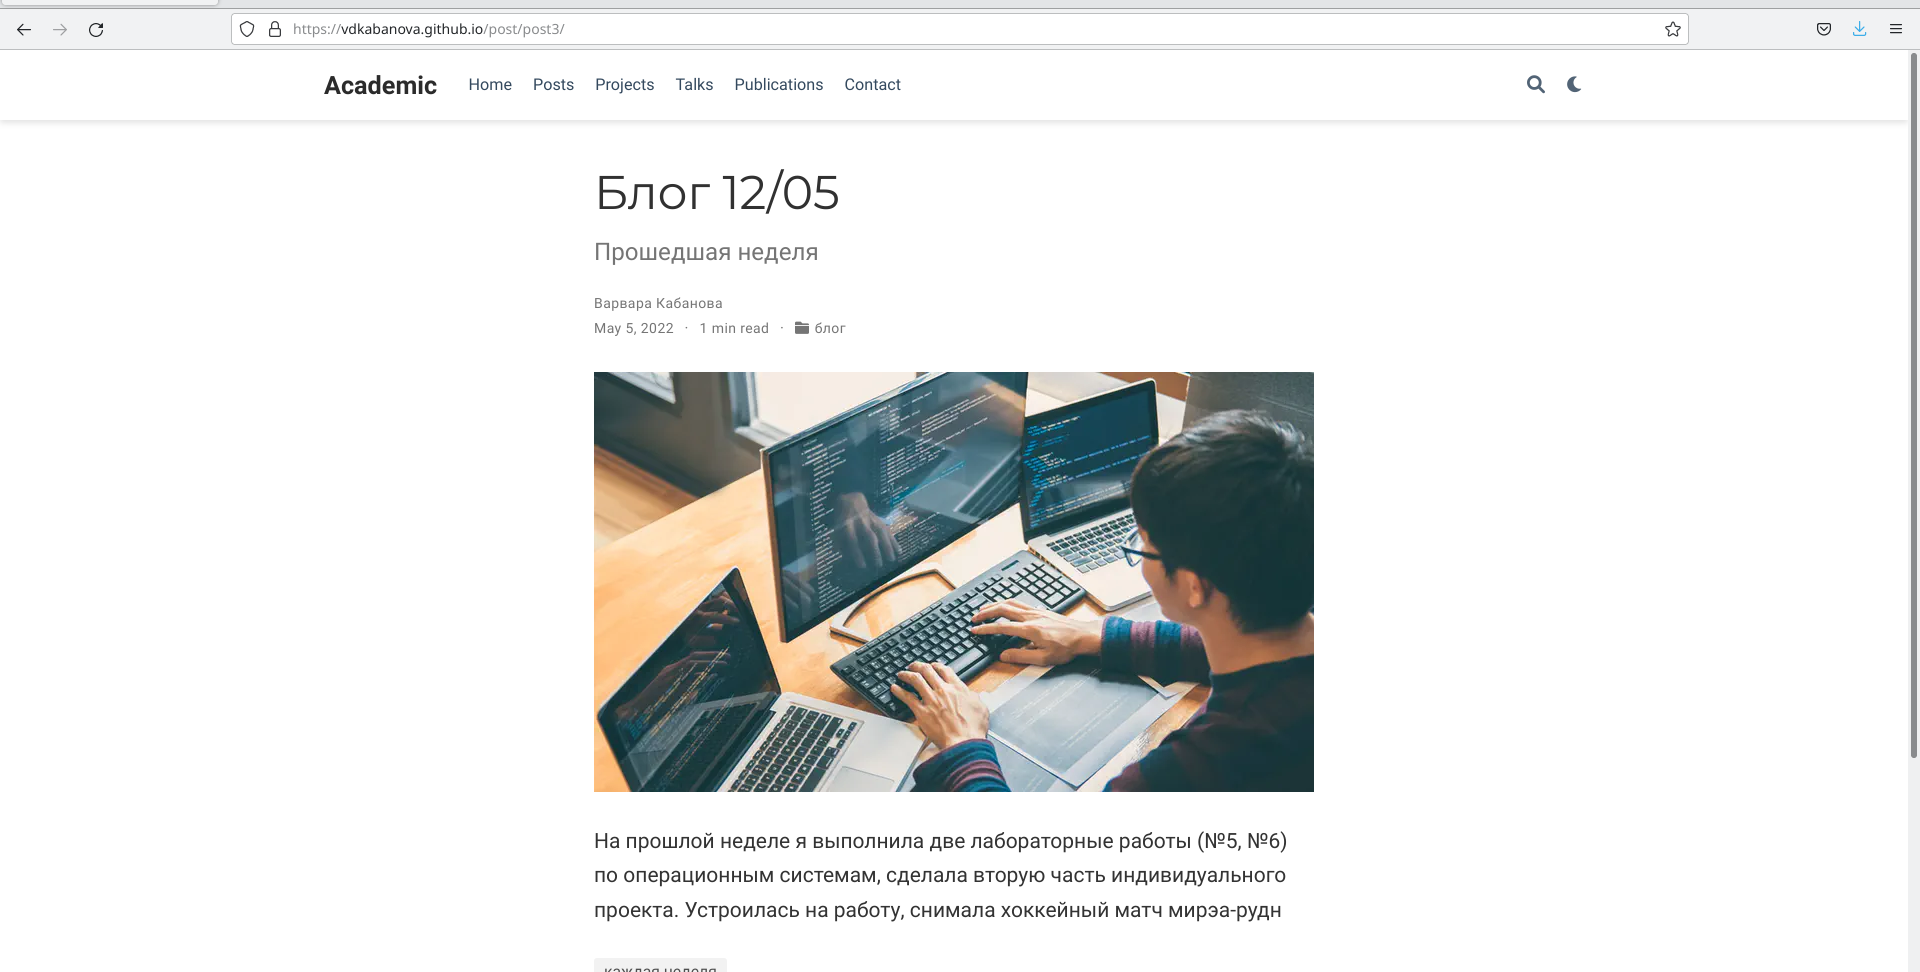 https://vdkabanova.github.io/post/post3/
Academic Home Posts Projects Talks Publications Contact
Блог 12/05
Прошедшая неделя
Варвара Кабанова
May 5, 2022 · 1 min read · блог
На прошлой неделе я выполнила две лабораторные работы (№5, №6)
по операционным системам, сделала вторую часть индивидуального
проекта. Устроилась на работу, снимала хоккейный матч мирэа-рудн
каждая неделя